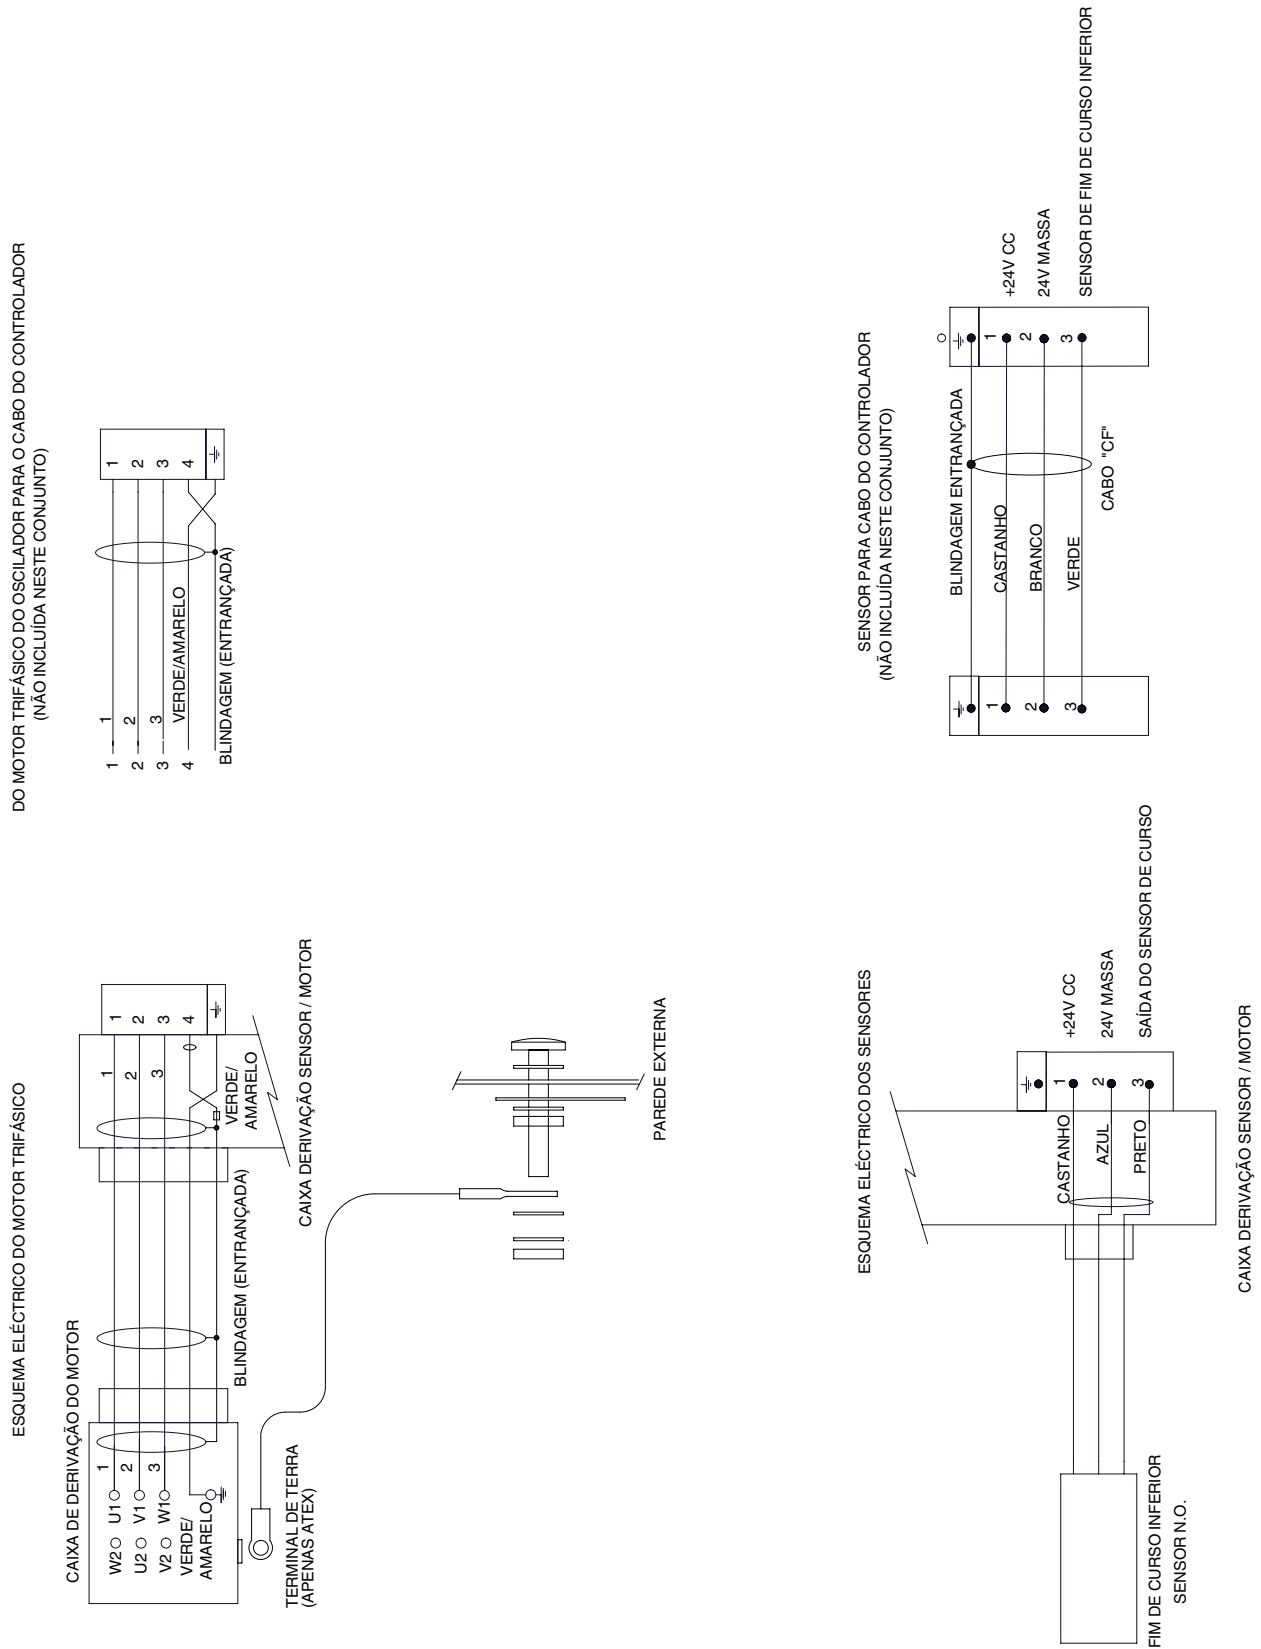 ESQUEMA ELÉCTRICO DO MOTOR TRIFÁSICO
CAIXA DE DERIVAÇÃO DO MOTOR
W2 U1 1
U2 V1 2
V2 W1 3
VERDE/
AMARELO
TERMINAL DE TERRA
(APENAS ATEX)
BLINDAGEM (ENTRANÇADA)
1 1
2 2
3 3
4
VERDE/
AMARELO
CAIXA DERIVAÇÃO SENSOR / MOTOR
PAREDE EXTERNA
DO MOTOR TRIFÁSICO DO OSCILADOR PARA O CABO DO CONTROLADOR
(NÃO INCLUÍDA NESTE CONJUNTO)
1 1 1
2 2 2
3 3 3
4 VERDE/AMARELO 4
BLINDAGEM (ENTRANÇADA)
ESQUEMA ELÉCTRICO DOS SENSORES
CASTANHO 1 +24V CC
AZUL 2 24V MASSA
PRETO 3 SAÍDA DO SENSOR DE CURSO
CAIXA DERIVAÇÃO SENSOR / MOTOR
FIM DE CURSO INFERIOR
SENSOR N.O.
SENSOR PARA CABO DO CONTROLADOR
(NÃO INCLUÍDA NESTE CONJUNTO)
BLINDAGEM ENTRANÇADA
1 CASTANHO 1 +24V CC
2 BRANCO 2 24V MASSA
3 VERDE 3 SENSOR DE FIM DE CURSO INFERIOR
CABO "CF"